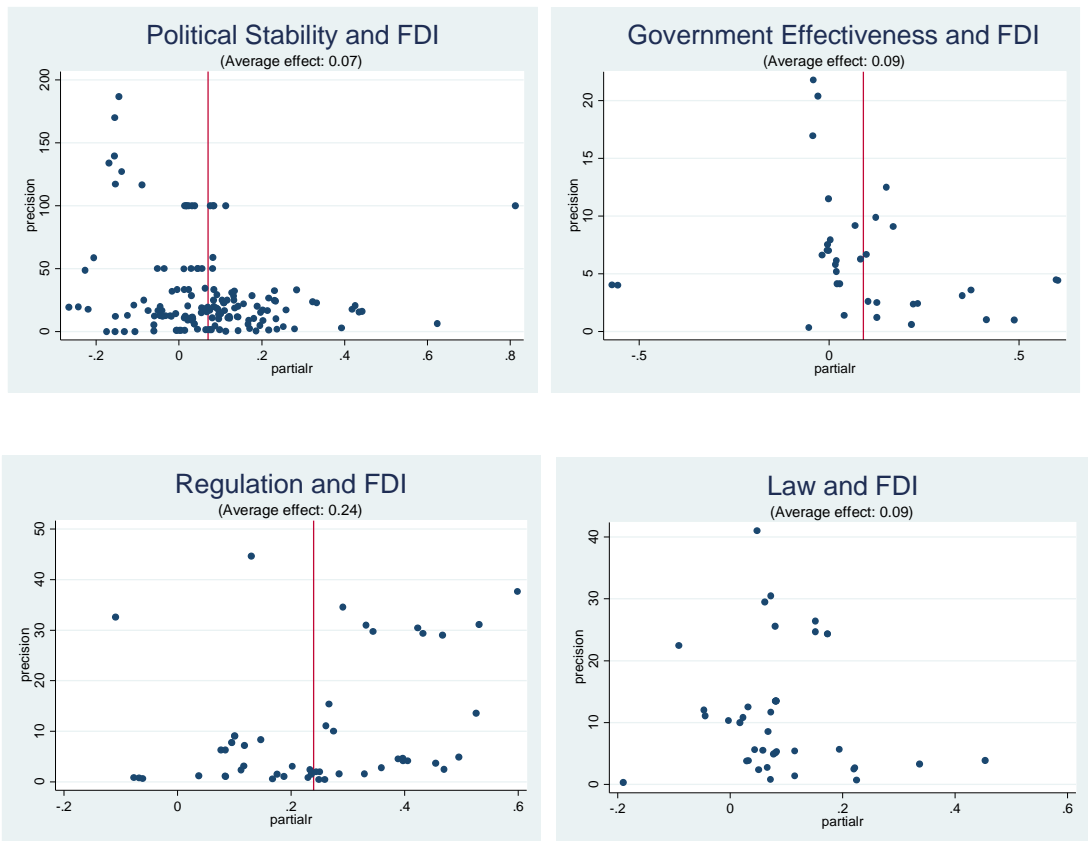 Political Stability and FDI
(Average effect: 0.07)
precision
200
150
100
50
0
-.2 0 .2 .4 .6 .8
partialr
Government Effectiveness and FDI
(Average effect: 0.09)
precision
20
15
10
5
0
-.5 0 .5
partialr
Regulation and FDI
(Average effect: 0.24)
precision
50
40
30
20
10
0
-.2 0 .2 .4 .6
partialr
Law and FDI
(Average effect: 0.09)
precision
40
30
20
10
0
-.2 0 .2 .4 .6
partialr